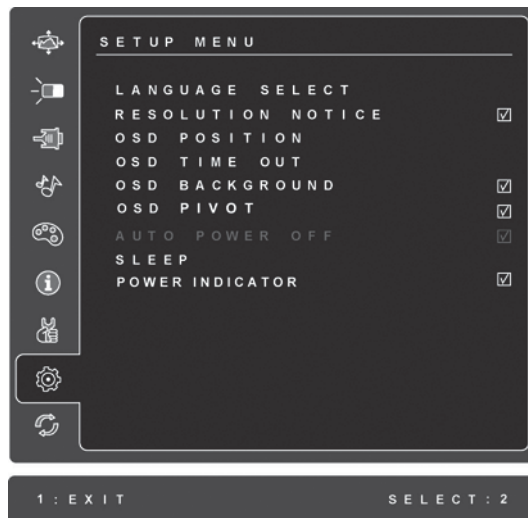 SETUP MENU
LANGUAGE SELECT
RESOLUTION NOTICE
OSD POSITION
OSD TIME OUT
OSD BACKGROUND
OSD PIVOT
AUTO POWER OFF
SLEEP
POWER INDICATOR
1:EXIT SELECT:2